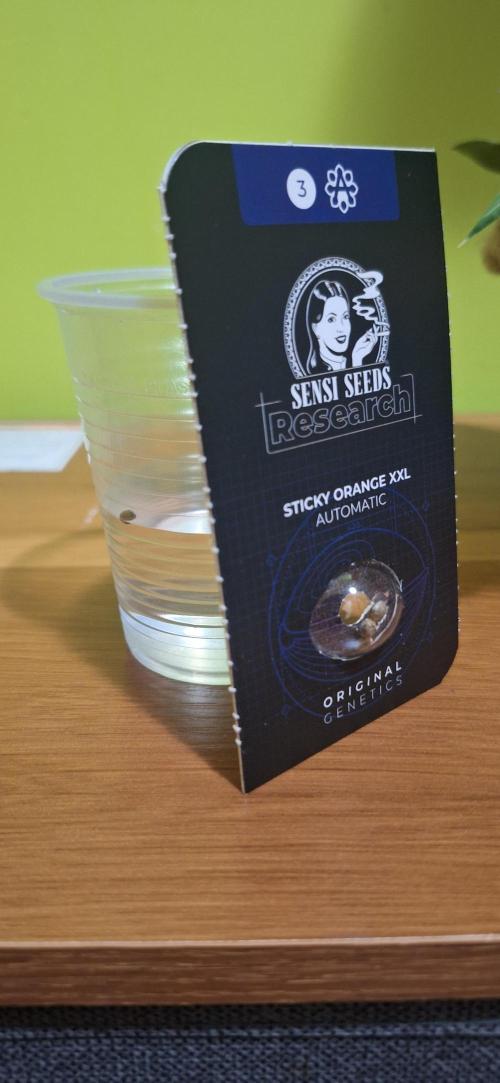 3
SENSI SEEDS
Research
STICKY ORANGE XXL
AUTOMATIC
ORIGINAL
GENETICS